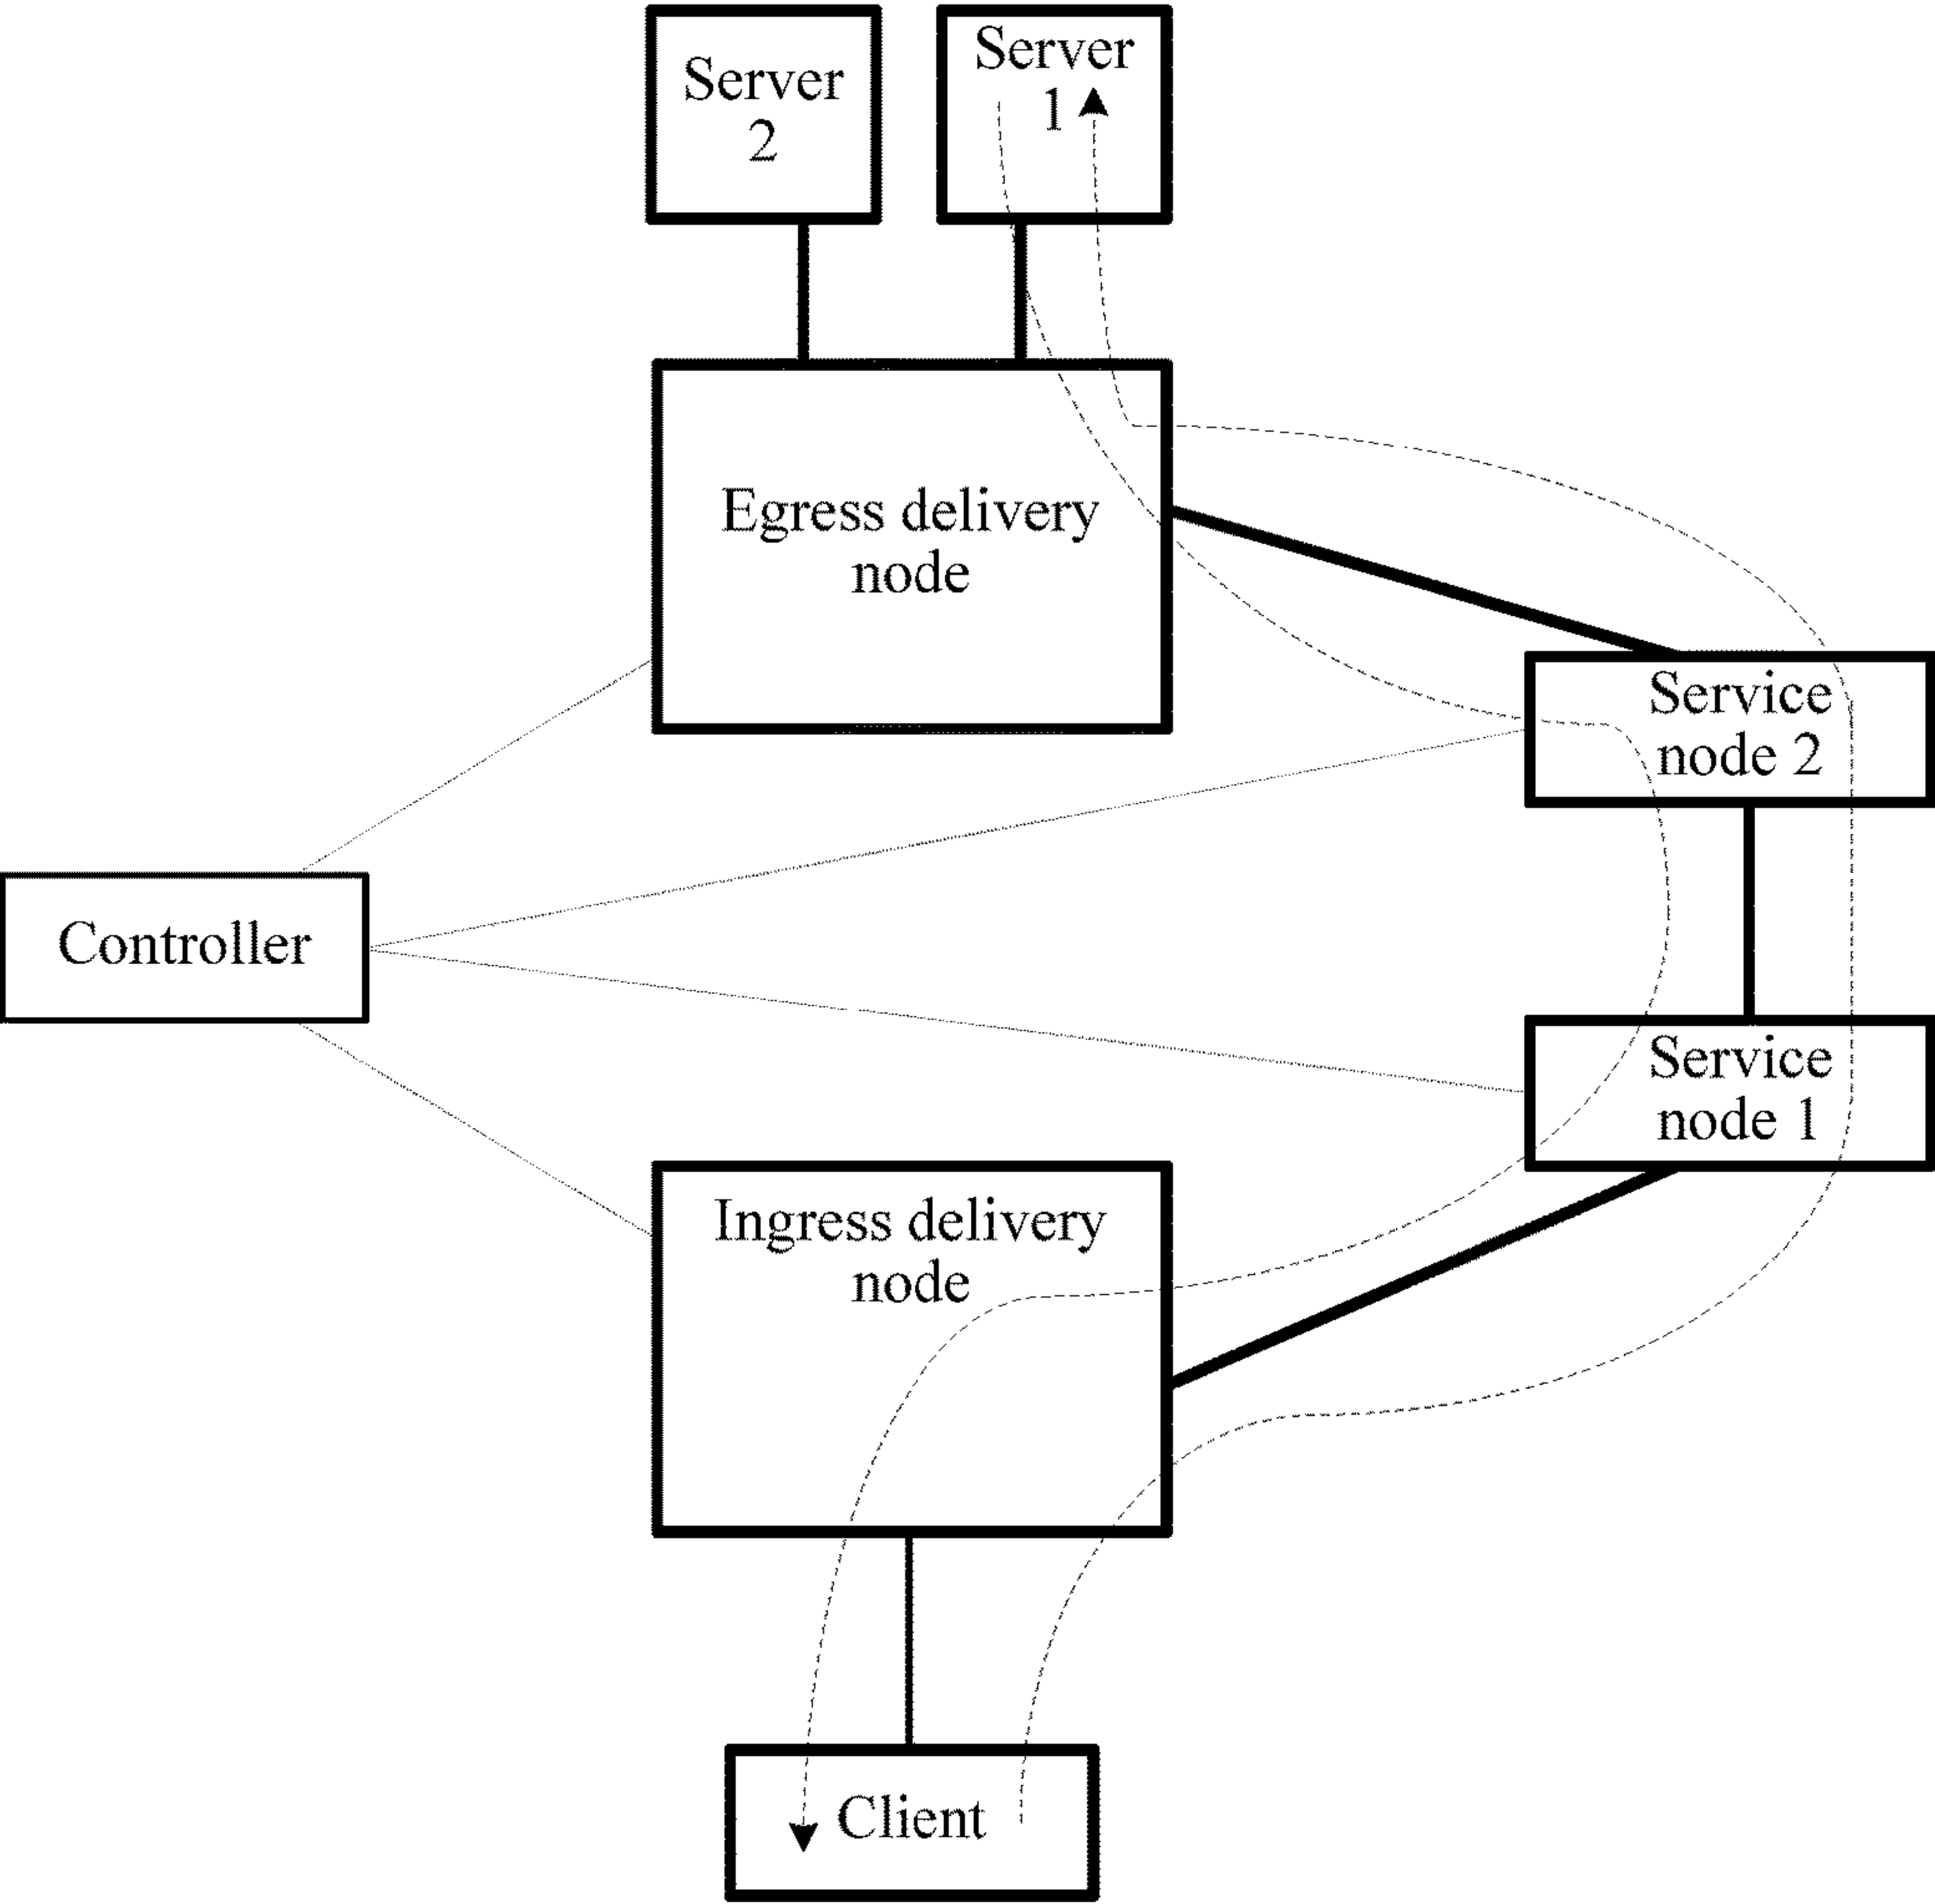 Server
2
Server
1
Egress delivery
node
Service
node 2
Controller
Service
node 1
Ingress delivery
node
Client